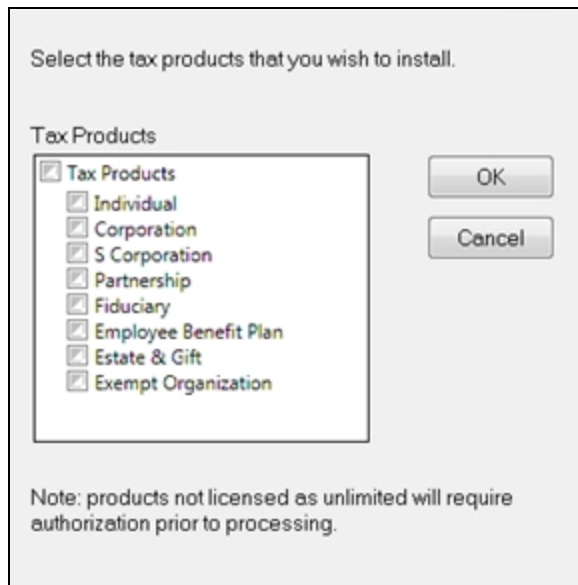 Select the tax products that you wish to install.
Tax Products
Tax Products
Individual
Corporation
S Corporation
Partnership
Fiduciary
Employee Benefit Plan
Estate & Gift
Exempt Organization
OK
Cancel
Note: products not licensed as unlimited will require
authorization prior to processing.